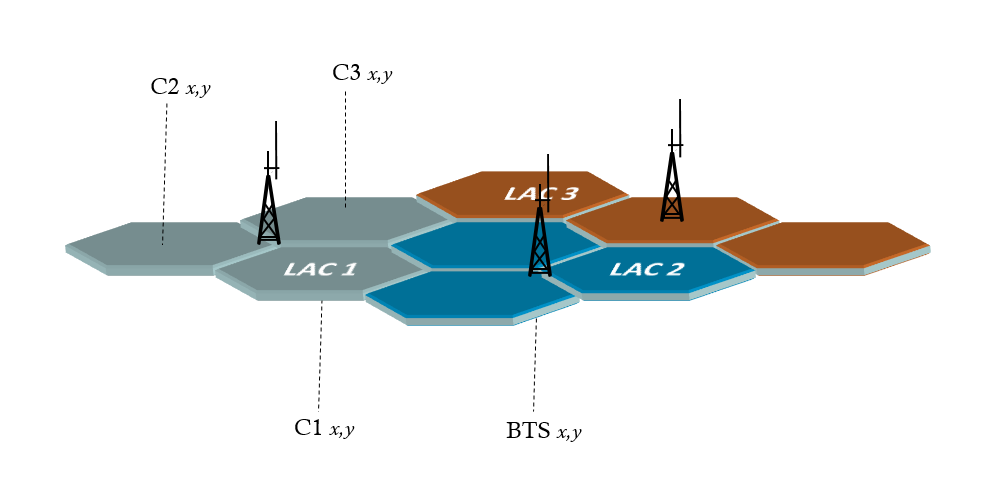 C3 x,y
C2 x,y
LAC 3
LAC 1
LAC 2
C1 x,y
BTS x,y